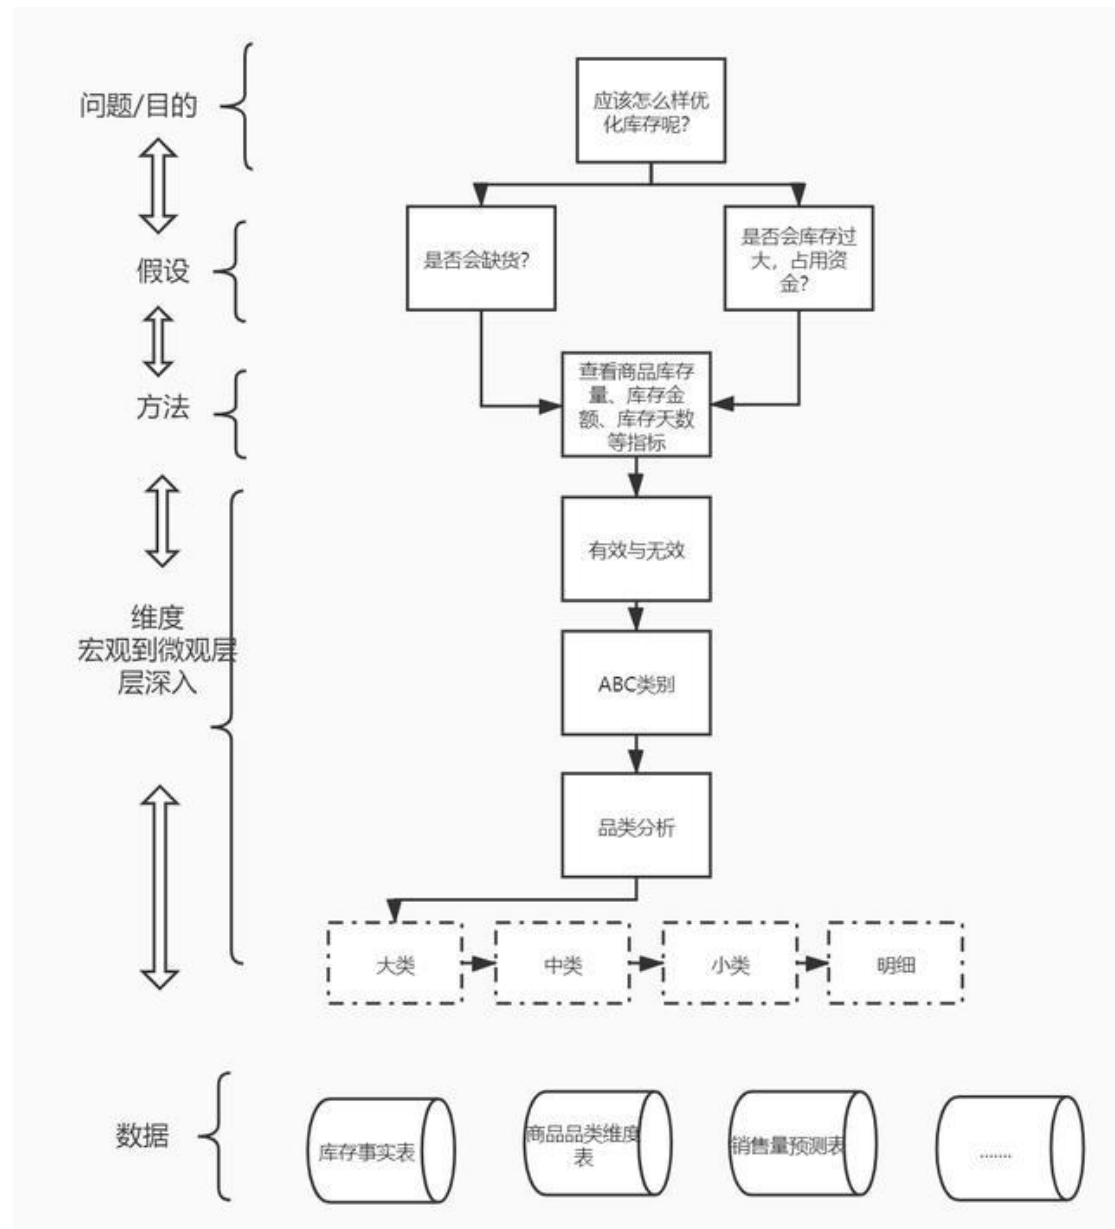 问题/目的
应该怎么样优
化库存呢?
假设
是否会缺货?
是否会库存过
大，占用资
金?
方法
查看商品库存
量、库存金
额、库存天数
等指标
维度
宏观到微观层
层深入
有效与无效
ABC类别
品类分析
大类
中类
小类
明细
数据
库存事实表
商品品类维度
表
销售量预测表
.......